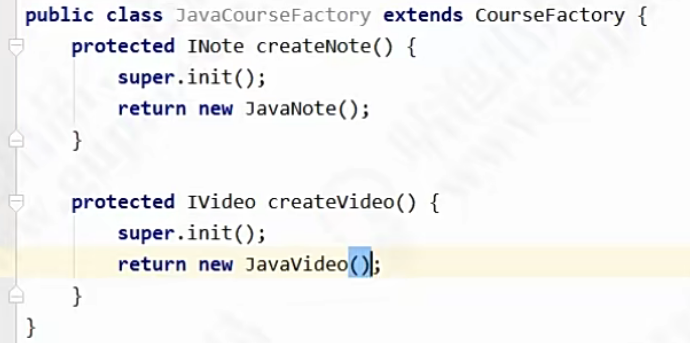 public class JavaCourseFactory extends CourseFactory {
    protected INote createNote() {
        super.init();
        return new JavaNote();
    }

    protected IVideo createVideo() {
        super.init();
        return new JavaVideo();
    }
}